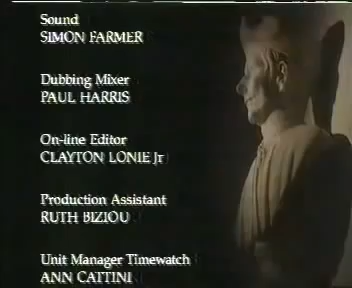 Sound
SIMON FARMER
Dubbing Mixer
PAUL HARRIS
On-line Editor
CLAYTON LONIE Jr
Production Assistant
RUTH BIZIOU
Unit Manager Timewatch
ANN CATTINI